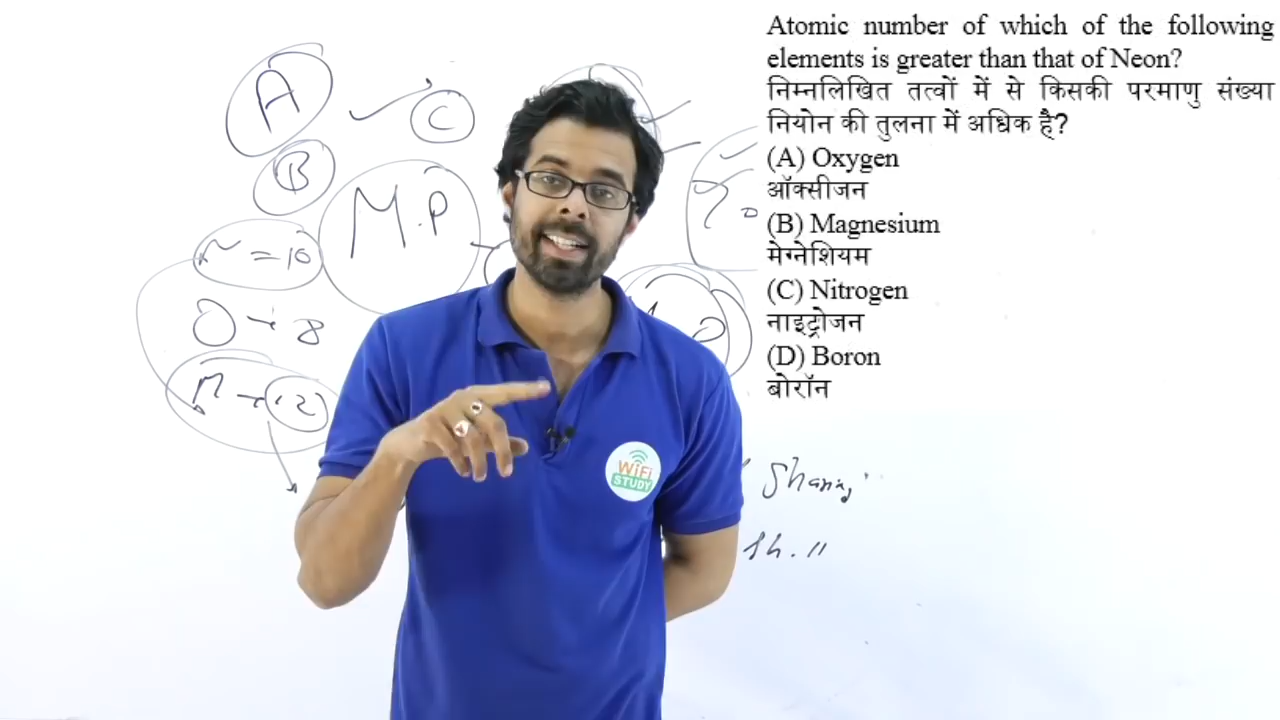 Atomic number of which of the following
elements is greater than that of Neon?
निम्नलिखित तत्वों में से किसकी परमाणु संख्या
नियोन की तुलना में अधिक है?
(A) Oxygen
ऑक्सीजन
(B) Magnesium
मेग्नेशियम
(C) Nitrogen
नाइट्रोजन
(D) Boron
बोरॉन
A
C
B
M.P
= 10
O → 8
M → 12
WiFi
STUDY